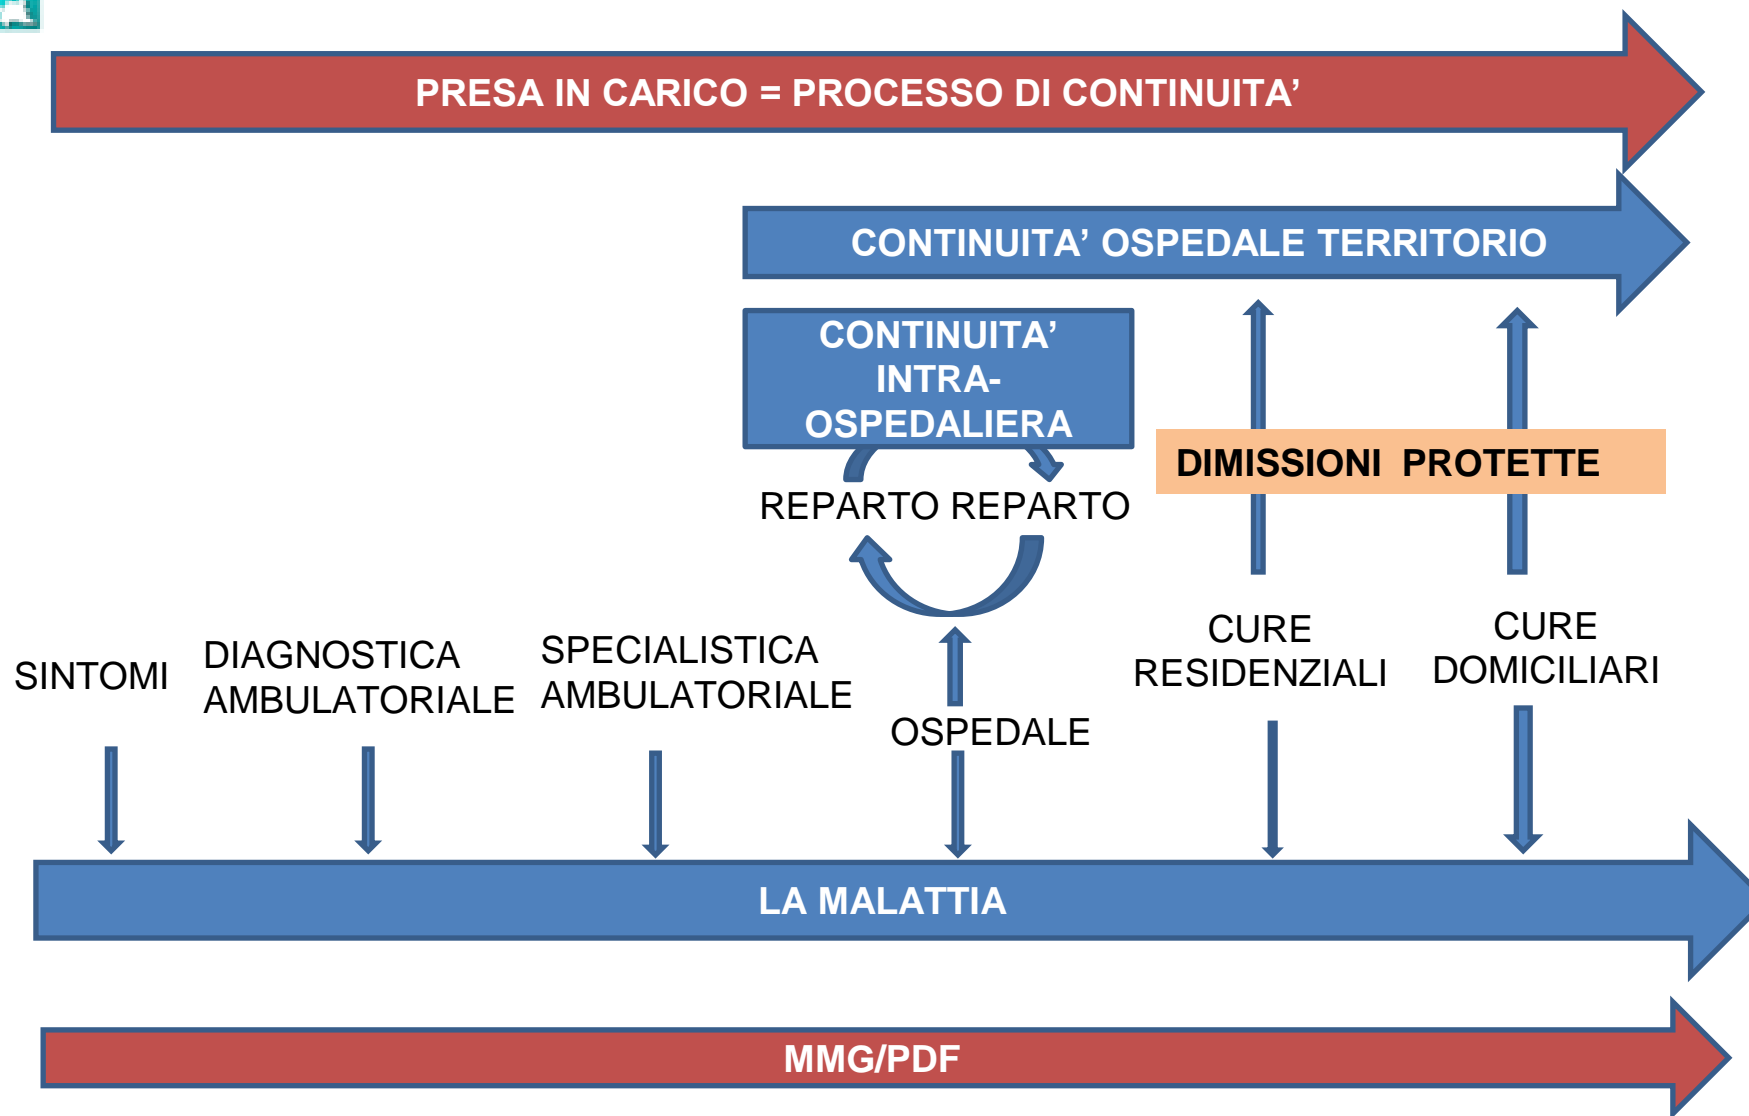 PRESA IN CARICO = PROCESSO DI CONTINUITA’
CONTINUITA’ OSPEDALE TERRITORIO
CONTINUITA’
INTRA-
OSPEDALIERA
DIMISSIONI PROTETTE
REPARTO REPARTO
SINTOMI
DIAGNOSTICA
AMBULATORIALE
SPECIALISTICA
AMBULATORIALE
OSPEDALE
CURE
RESIDENZIALI
CURE
DOMICILIARI
LA MALATTIA
MMG/PDF